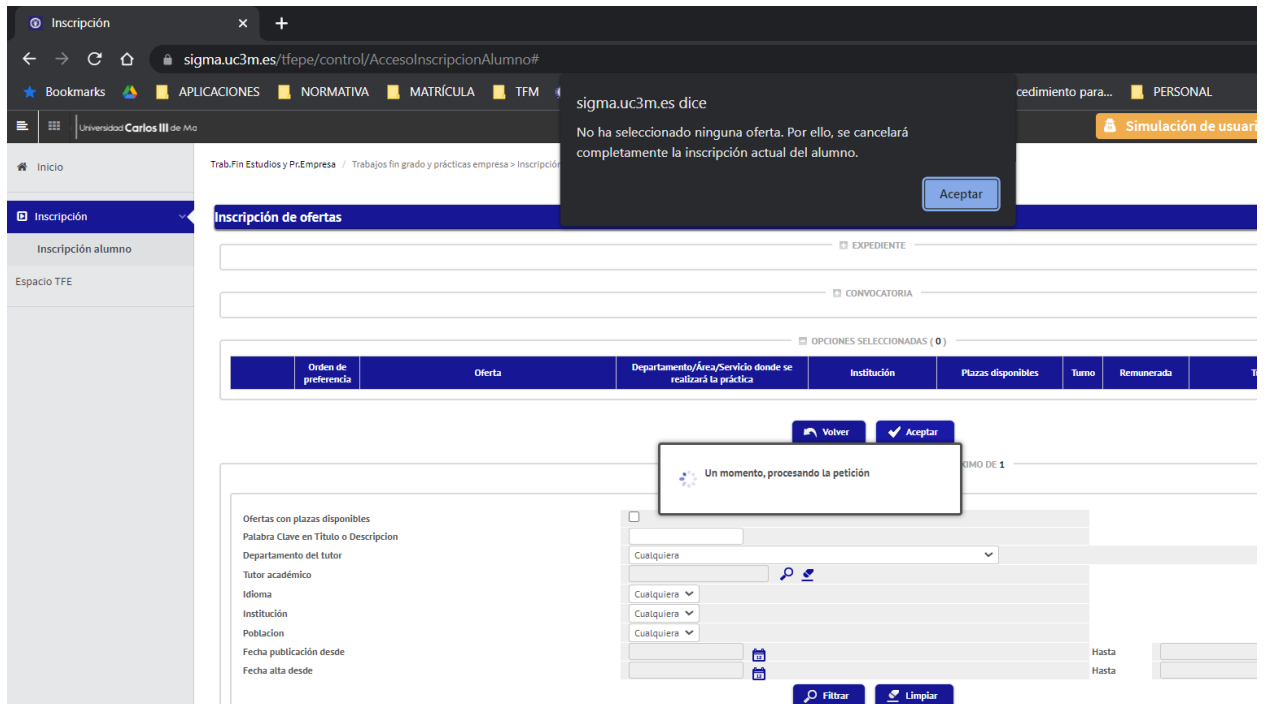 Inscripción
sigma.uc3m.es/tfepe/control/AccesoInscripcionAlumno#
Bookmarks APLICACIONES NORMATIVA MATRÍCULA TFM cedimiento para... PERSONAL
sigma.uc3m.es dice
No ha seleccionado ninguna oferta. Por ello, se cancelará
completamente la inscripción actual del alumno.
Aceptar
Universidad Carlos III de Ma
Simulación de usuari
Inicio
Trab.Fin Estudios y Pr.Empresa / Trabajos fin grado y prácticas empresa > Inscripción
Inscripción
Inscripción de ofertas
Inscripción alumno
EXPEDIENTE
Espacio TFE
CONVOCATORIA
OPCIONES SELECCIONADAS ( 0 )
Orden de
preferencia
Oferta
Departamento/Área/Servicio donde se
realizará la práctica
Institución
Plazas disponibles
Turno
Remunerada
Volver
Aceptar
XIMO DE 1
Un momento, procesando la petición
Ofertas con plazas disponibles
Palabra Clave en Titulo o Descripcion
Departamento del tutor Cualquiera
Tutor académico
Idioma Cualquiera
Institución Cualquiera
Poblacion Cualquiera
Fecha publicación desde 12 Hasta
Fecha alta desde 12 Hasta
Filtrar
Limpiar